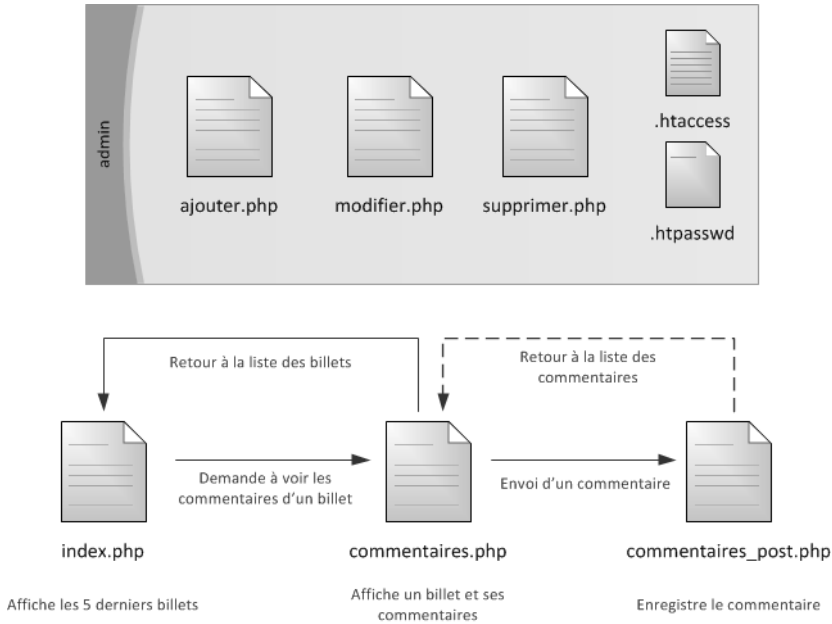 admin
.htaccess
ajouter.php
modifier.php
supprimer.php
.htpasswd
Retour à la liste des billets
Retour à la liste des
commentaires
Demande à voir les
commentaires d'un billet
Envoi d'un commentaire
index.php
commentaires.php
commentaires_post.php
Affiche les 5 derniers billets
Affiche un billet et ses
commentaires
Enregistre le commentaire